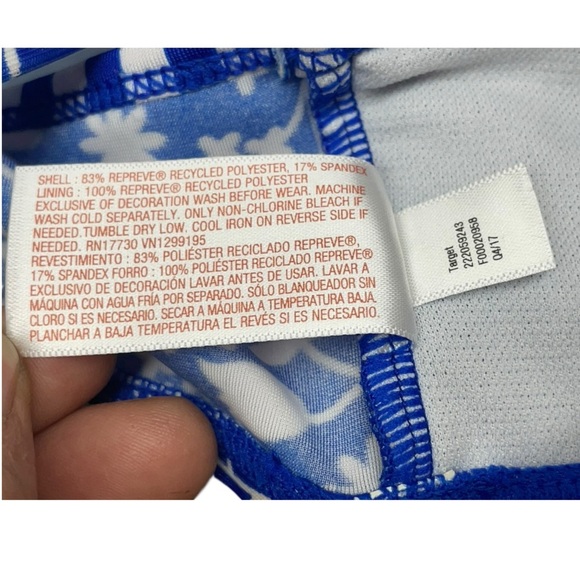 SHELL : 83% REPREVE® RECYCLED POLYESTER, 17% SPANDEX
LINING : 100% REPREVE® RECYCLED POLYESTER
EXCLUSIVE OF DECORATION WASH BEFORE WEAR. MACHINE
WASH COLD SEPARATELY. ONLY NON-CHLORINE BLEACH IF
NEEDED.TUMBLE DRY LOW. COOL IRON ON REVERSE SIDE IF
NEEDED. RN17730 VN1299195
REVESTIMIENTO : 83% POLIÉSTER RECICLADO REPREVE®,
17% SPANDEX FORRO : 100% POLIÉSTER RECICLADO REPREVE®
EXCLUSIVO DE DECORACIÓN LAVAR ANTES DE USAR. LAVAR A
MÁQUINA CON AGUA FRÍA POR SEPARADO. SÓLO BLANQUEADOR SIN
CLORO SI ES NECESARIO. SECAR A MÁQUINA A TEMPERATURA BAJA.
PLANCHAR A BAJA TEMPERATURA EL REVÉS SI ES NECESARIO.
Target
222059243
F00020958
04/17